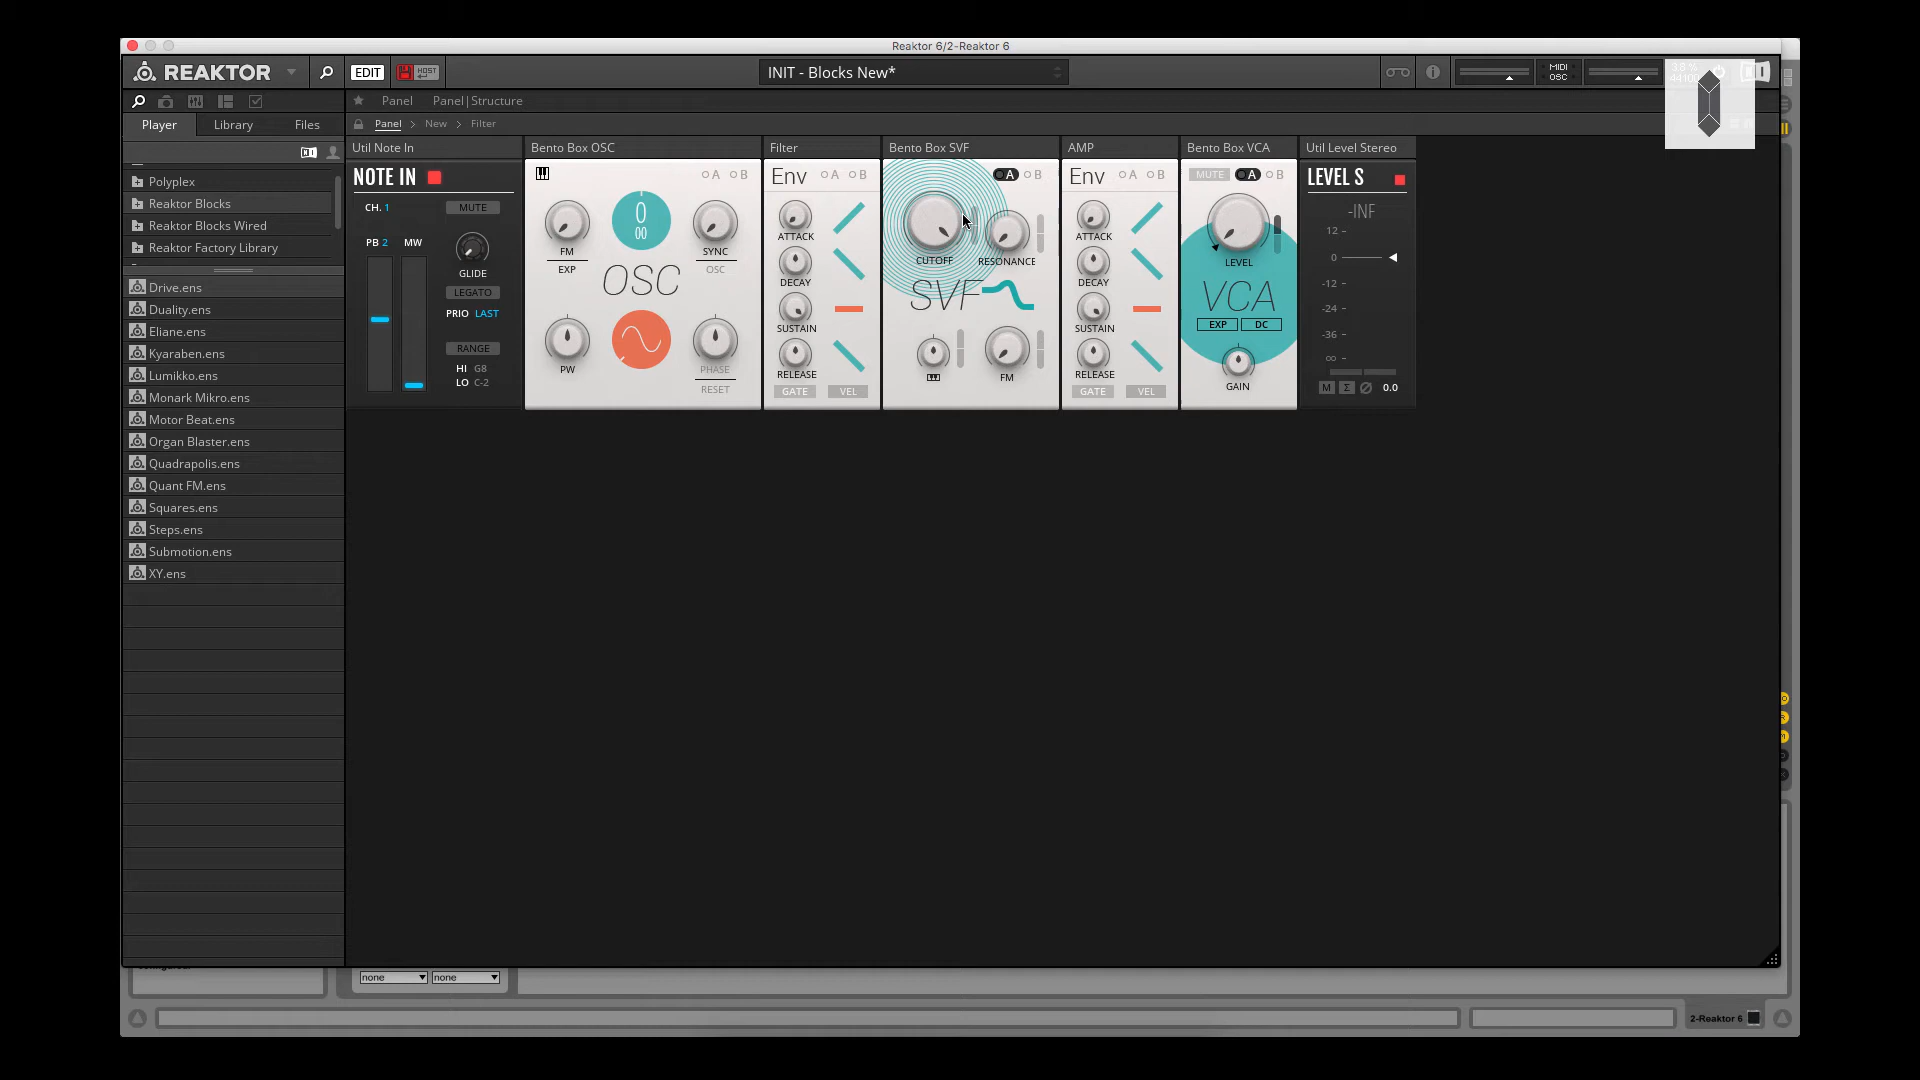 Reaktor 6/2-Reaktor 6
REAKTOR
EDIT
HOST
INIT - Blocks New*
MIDI
OSC
Panel
Panel|Structure
Player
Library
Files
Panel > New > Filter
Polyplex
Reaktor Blocks
Reaktor Blocks Wired
Reaktor Factory Library
Drive.ens
Duality.ens
Eliane.ens
Kyaraben.ens
Lumikko.ens
Monark Mikro.ens
Motor Beat.ens
Organ Blaster.ens
Quadrapolis.ens
Quant FM.ens
Squares.ens
Steps.ens
Submotion.ens
XY.ens
Util Note In
NOTE IN
CH. 1
MUTE
PB 2
MW
GLIDE
LEGATO
PRIO LAST
RANGE
HI G8
LO C-2
Bento Box OSC
A
B
FM
EXP
0
00
SYNC
OSC
OSC
PW
PHASE
RESET
Filter
Env
A
B
ATTACK
DECAY
SUSTAIN
RELEASE
GATE
VEL
Bento Box SVF
A
B
CUTOFF
RESONANCE
SVF
FM
AMP
Env
A
B
ATTACK
DECAY
SUSTAIN
RELEASE
GATE
VEL
Bento Box VCA
MUTE
A
B
LEVEL
VCA
EXP
DC
GAIN
Util Level Stereo
LEVEL S
-INF
12
0
-12
-24
-36
∞
M
Σ
0.0
none
none
2-Reaktor 6